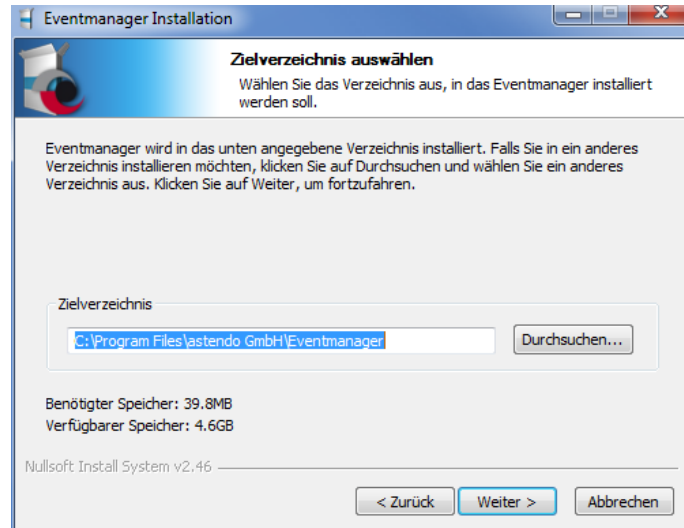 Eventmanager Installation
Zielverzeichnis auswählen
Wählen Sie das Verzeichnis aus, in das Eventmanager installiert
werden soll.
Eventmanager wird in das unten angegebene Verzeichnis installiert. Falls Sie in ein anderes
Verzeichnis installieren möchten, klicken Sie auf Durchsuchen und wählen Sie ein anderes
Verzeichnis aus. Klicken Sie auf Weiter, um fortzufahren.
Zielverzeichnis
C:\Program Files\astendo GmbH\Eventmanager
Durchsuchen...
Benötigter Speicher: 39.8MB
Verfügbarer Speicher: 4.6GB
Nullsoft Install System v2.46
< Zurück
Weiter >
Abbrechen